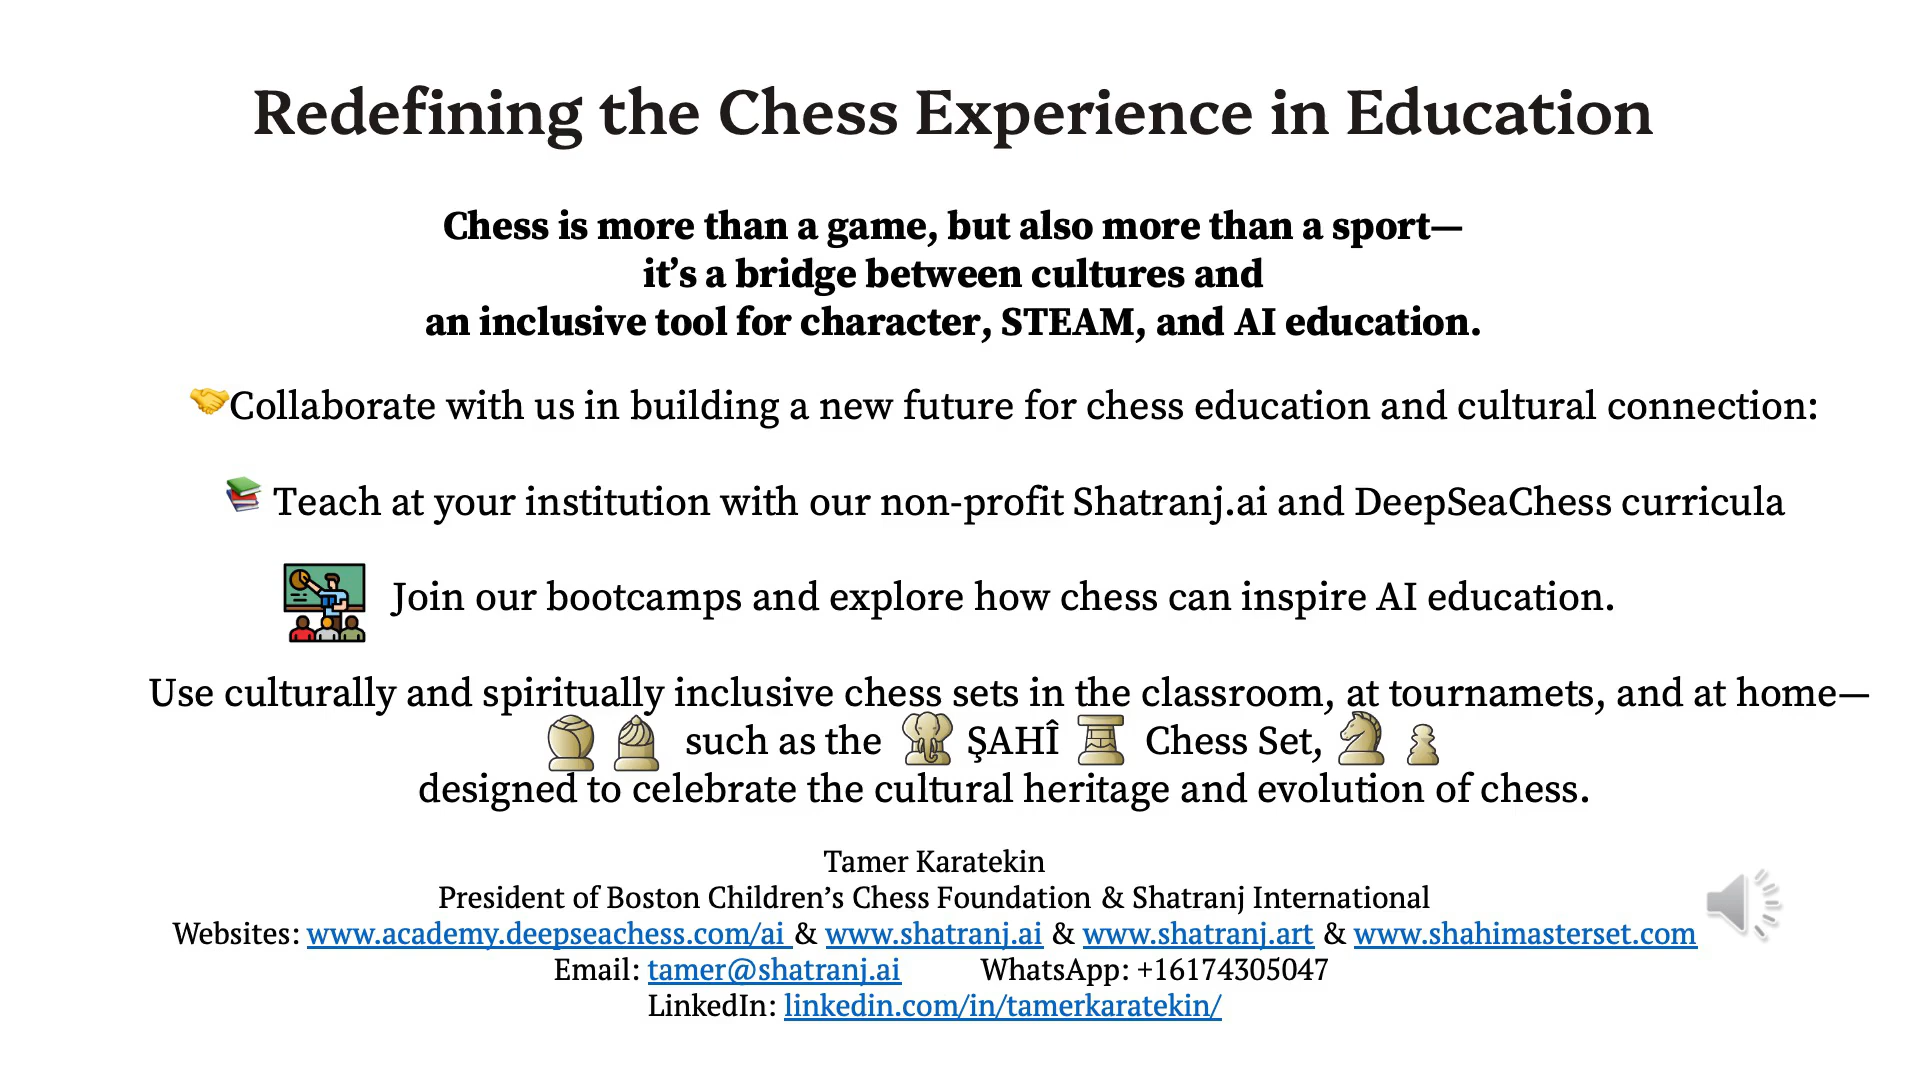 Redefining the Chess Experience in Education
Chess is more than a game, but also more than a sport—
it’s a bridge between cultures and
an inclusive tool for character, STEAM, and AI education.
🤝Collaborate with us in building a new future for chess education and cultural connection:
📚 Teach at your institution with our non-profit Shatranj.ai and DeepSeaChess curricula
Join our bootcamps and explore how chess can inspire AI education.
Use culturally and spiritually inclusive chess sets in the classroom, at tournamets, and at home—
such as the ŞAHÎ Chess Set,
designed to celebrate the cultural heritage and evolution of chess.
Tamer Karatekin
President of Boston Children’s Chess Foundation & Shatranj International
Websites: www.academy.deepseachess.com/ai & www.shatranj.ai & www.shatranj.art & www.shahimasterset.com
Email: tamer@shatranj.ai WhatsApp: +16174305047
LinkedIn: linkedin.com/in/tamerkaratekin/